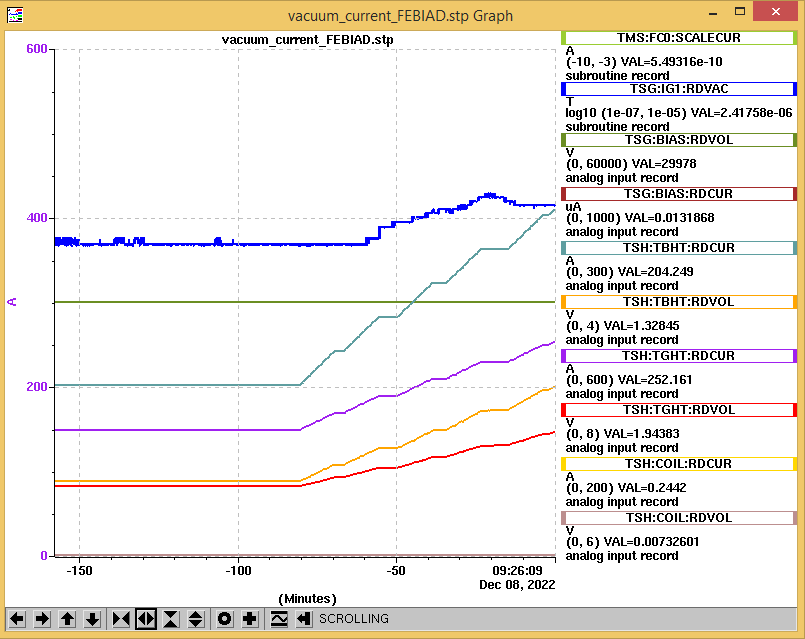 vacuum_current_FEBIAD.stp Graph
vacuum_current_FEBIAD.stp
600
400
200
0
A
-150
-100
-50
09:26:09
Dec 08, 2022
(Minutes)
TMS:FC0:SCALECUR
A
(-10, -3) VAL=5.49316e-10
subroutine record
TSG:IG1:RDVAC
T
log10 (1e-07, 1e-05) VAL=2.41758e-06
subroutine record
TSG:BIAS:RDVOL
V
(0, 60000) VAL=29978
analog input record
TSG:BIAS:RDCUR
uA
(0, 1000) VAL=0.0131868
analog input record
TSH:TBHT:RDCUR
A
(0, 300) VAL=204.249
analog input record
TSH:TBHT:RDVOL
V
(0, 4) VAL=1.32845
analog input record
TSH:TGHT:RDCUR
A
(0, 600) VAL=252.161
analog input record
TSH:TGHT:RDVOL
V
(0, 8) VAL=1.94383
analog input record
TSH:COIL:RDCUR
A
(0, 200) VAL=0.2442
analog input record
TSH:COIL:RDVOL
V
(0, 6) VAL=0.00732601
analog input record
SCROLLING